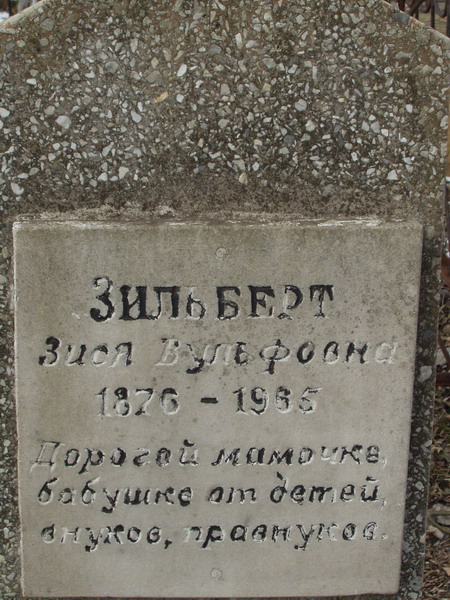 ЗИЛЬБЕРТ
Зися Вульфовна
1876 - 1965
Дорогой мамочке,
бабушке от детей,
внуков, правнуков.